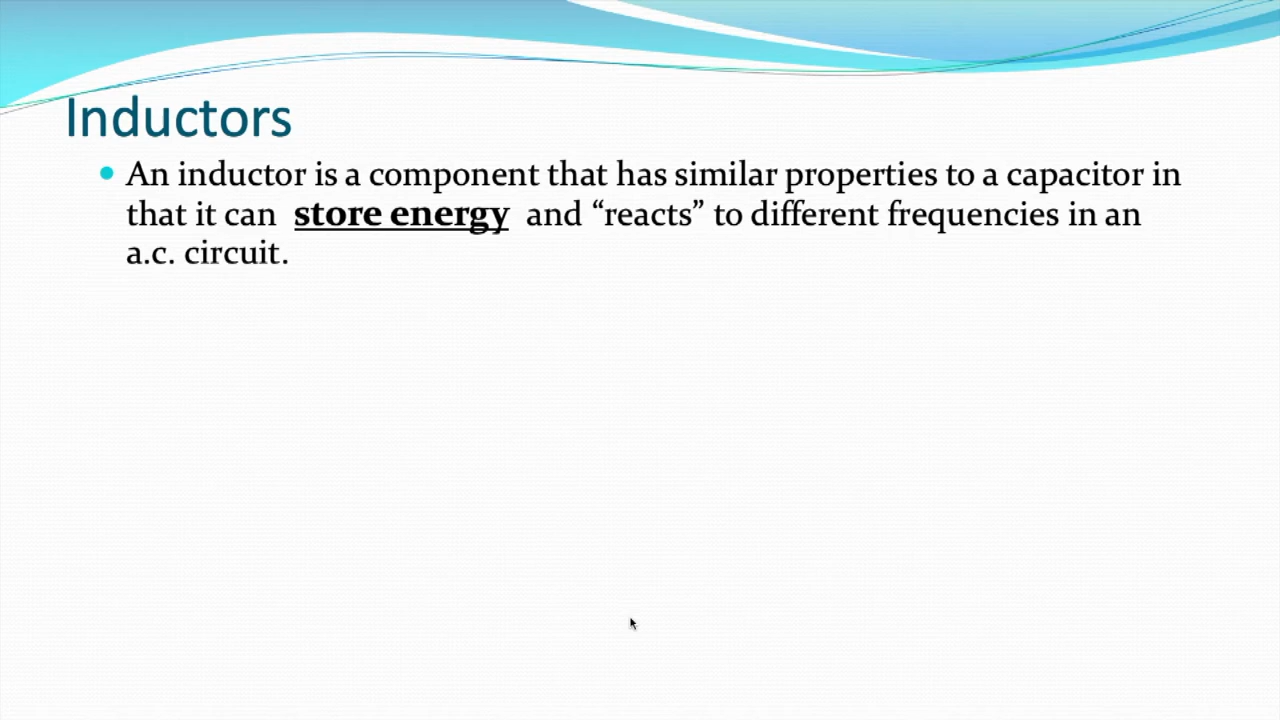 Inductors
An inductor is a component that has similar properties to a capacitor in
that it can store energy and “reacts” to different frequencies in an
a.c. circuit.